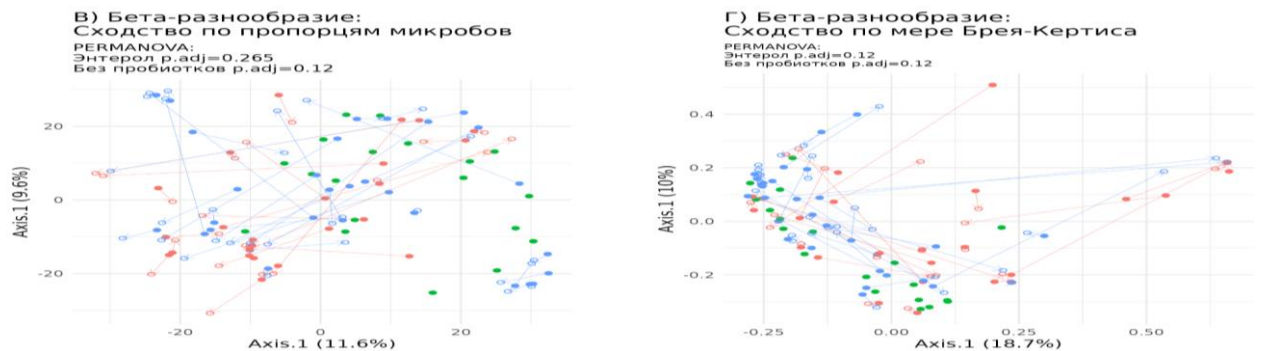 В) Бета-разнообразие:
Сходство по пропорцям микробов
PERMANOVA:
Энтерол p.adj=0.265
Без пробиотков p.adj=0.12
20
0
-20
Axis.1 (9.6%)
-20
0
20
Axis.1 (11.6%)
Г) Бета-разнообразие:
Сходство по мере Брея-Кертиса
PERMANOVA:
Энтерол p.adj=0.12
Без пробиотков p.adj=0.12
0.4
0.2
0.0
-0.2
Axis.1 (10%)
-0.25
0.00
0.25
0.50
Axis.1 (18.7%)